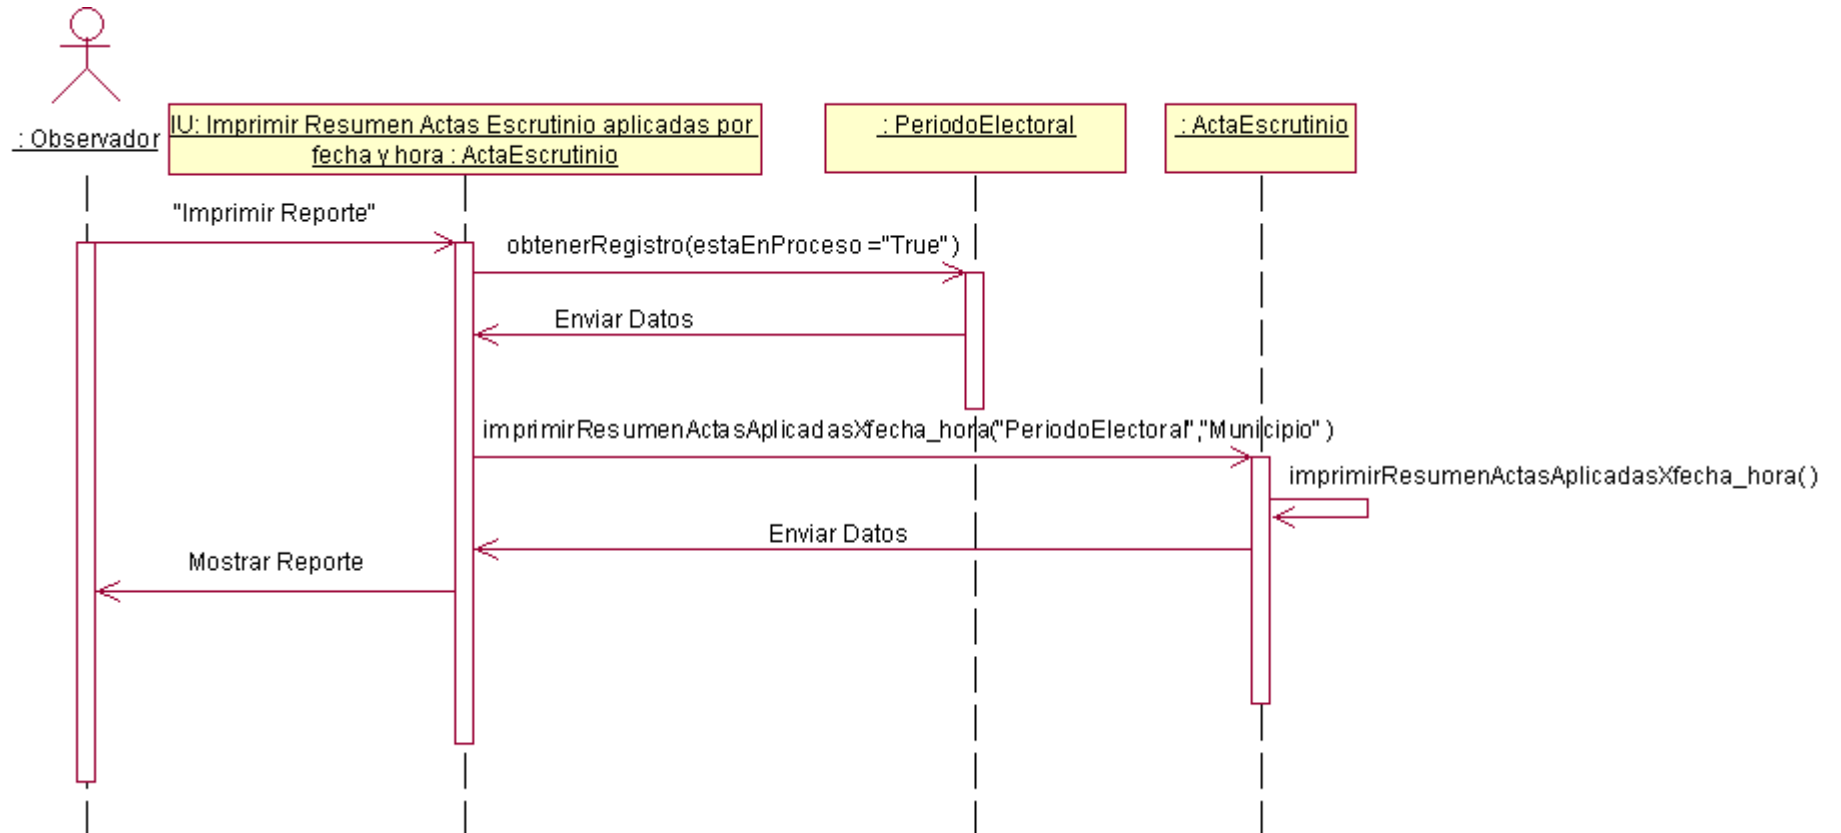 : Observador
IU: Imprimir Resumen Actas Escrutinio aplicadas por
fecha y hora : ActaEscrutinio
: PeriodoElectoral
: ActaEscrutinio
"Imprimir Reporte"
obtenerRegistro(estaEnProceso ="True")
Enviar Datos
imprimirResumenActasAplicadasXfecha_hora("PeriodoElectoral","Municipio" )
imprimirResumenActasAplicadasXfecha_hora( )
Enviar Datos
Mostrar Reporte